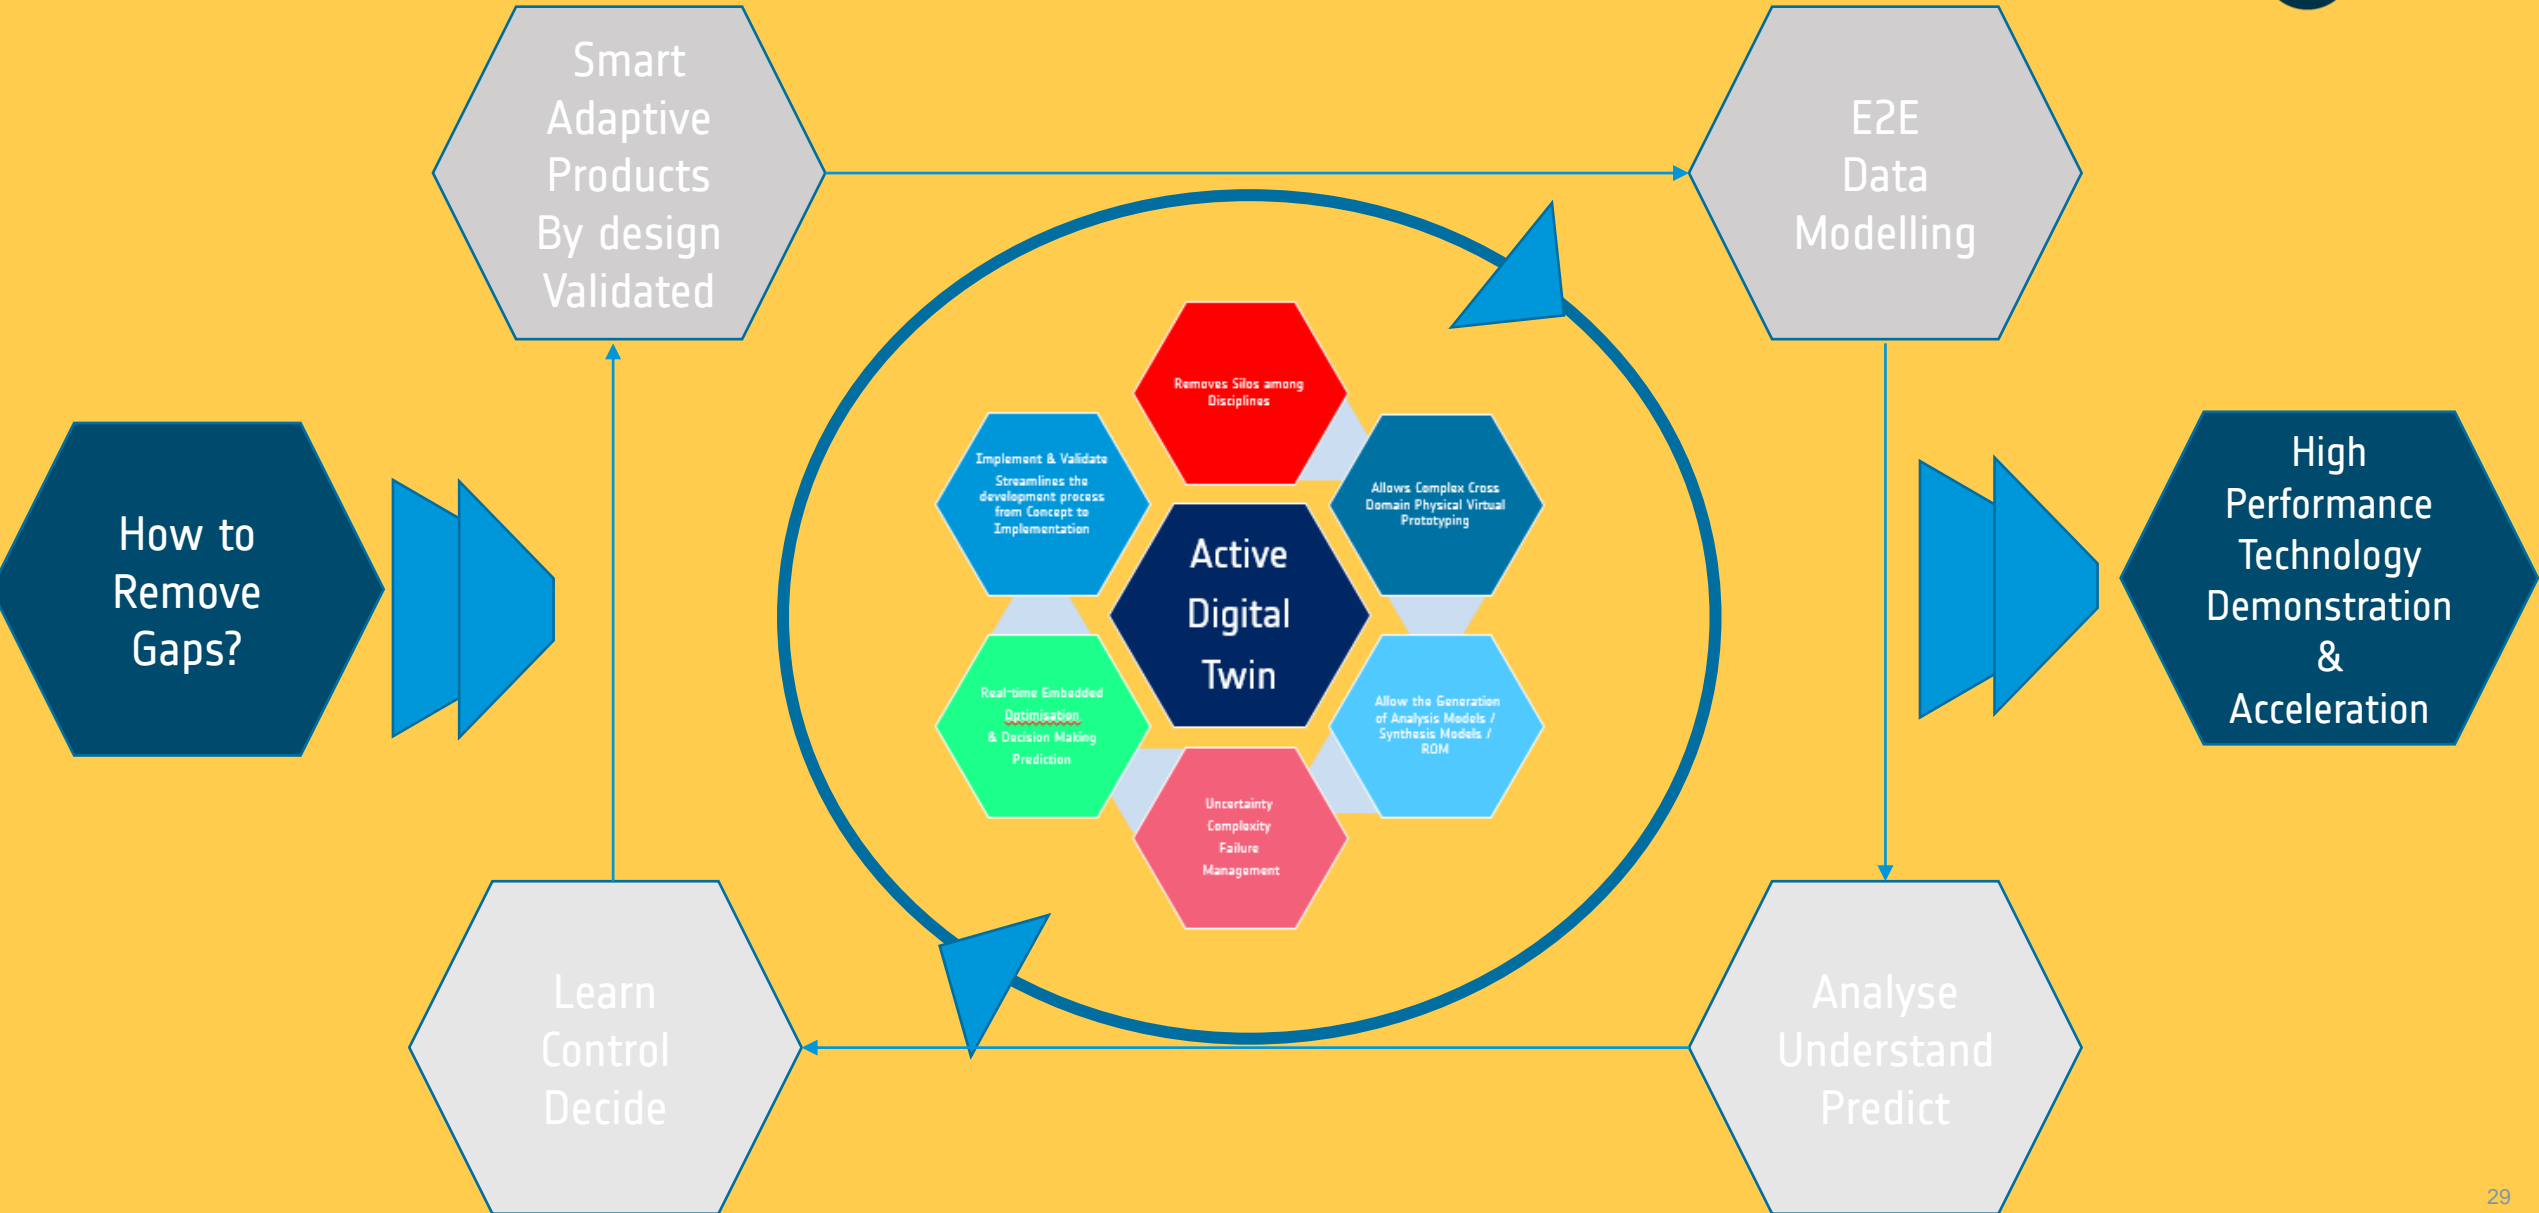 Smart
Adaptive
Products
By design
Validated
E2E
Data
Modelling
How to
Remove
Gaps?
Removes Silos among
Disciplines
Implement & Validate
Streamlines the
development process
from Concept to
Implementation
Allows Complex Cross
Domain Physical Virtual
Prototyping
Active
Digital
Twin
Real-time Embedded
Optimisation
& Decision Making
Prediction
Allow the Generation
of Analysis Models /
Synthesis Models /
ROM
Uncertainty
Complexity
Failure
Management
High
Performance
Technology
Demonstration
&
Acceleration
Learn
Control
Decide
Analyse
Understand
Predict
29